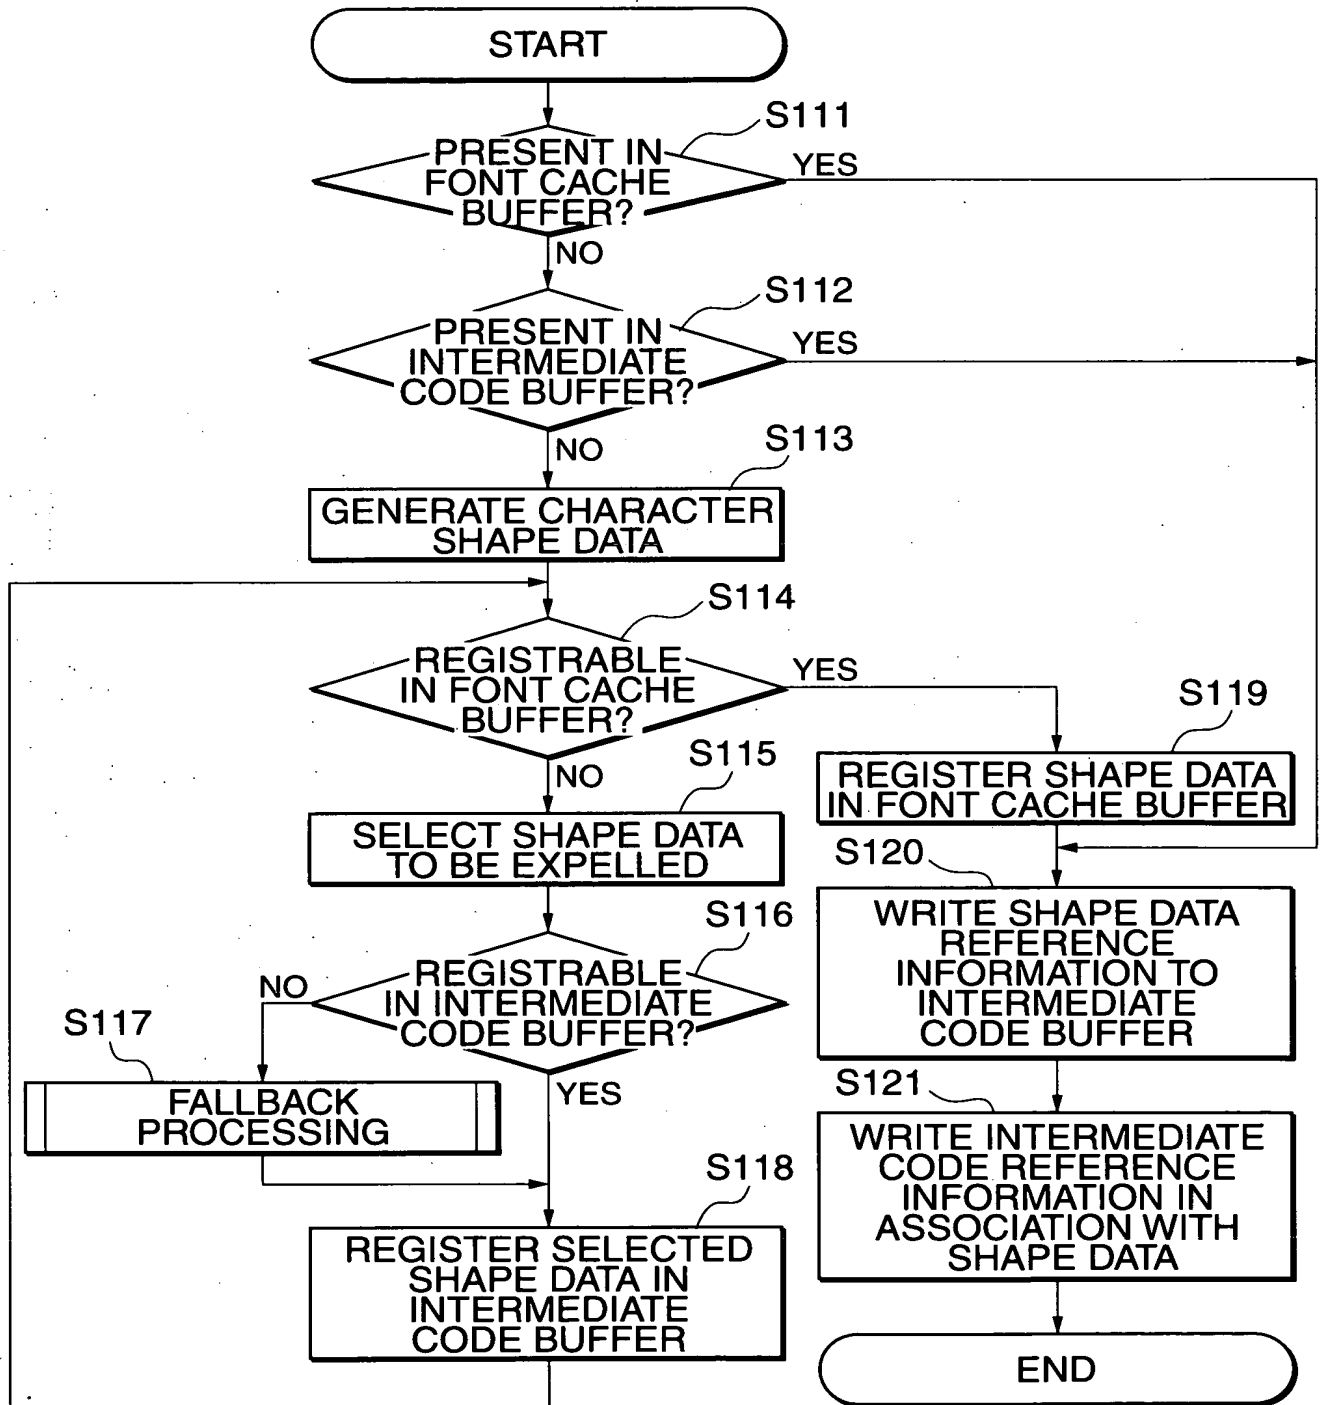 START
S111
PRESENT IN
FONT CACHE
BUFFER?
YES
NO
S112
PRESENT IN
INTERMEDIATE
CODE BUFFER?
YES
NO
S113
GENERATE CHARACTER
SHAPE DATA
S114
REGISTRABLE
IN FONT CACHE
BUFFER?
YES
NO
S115
SELECT SHAPE DATA
TO BE EXPELLED
S116
REGISTRABLE
IN INTERMEDIATE
CODE BUFFER?
NO
YES
S117
FALLBACK
PROCESSING
S118
REGISTER SELECTED
SHAPE DATA IN
INTERMEDIATE
CODE BUFFER
S119
REGISTER SHAPE DATA
IN FONT CACHE BUFFER
S120
WRITE SHAPE DATA
REFERENCE
INFORMATION TO
INTERMEDIATE
CODE BUFFER
S121
WRITE INTERMEDIATE
CODE REFERENCE
INFORMATION IN
ASSOCIATION WITH
SHAPE DATA
END